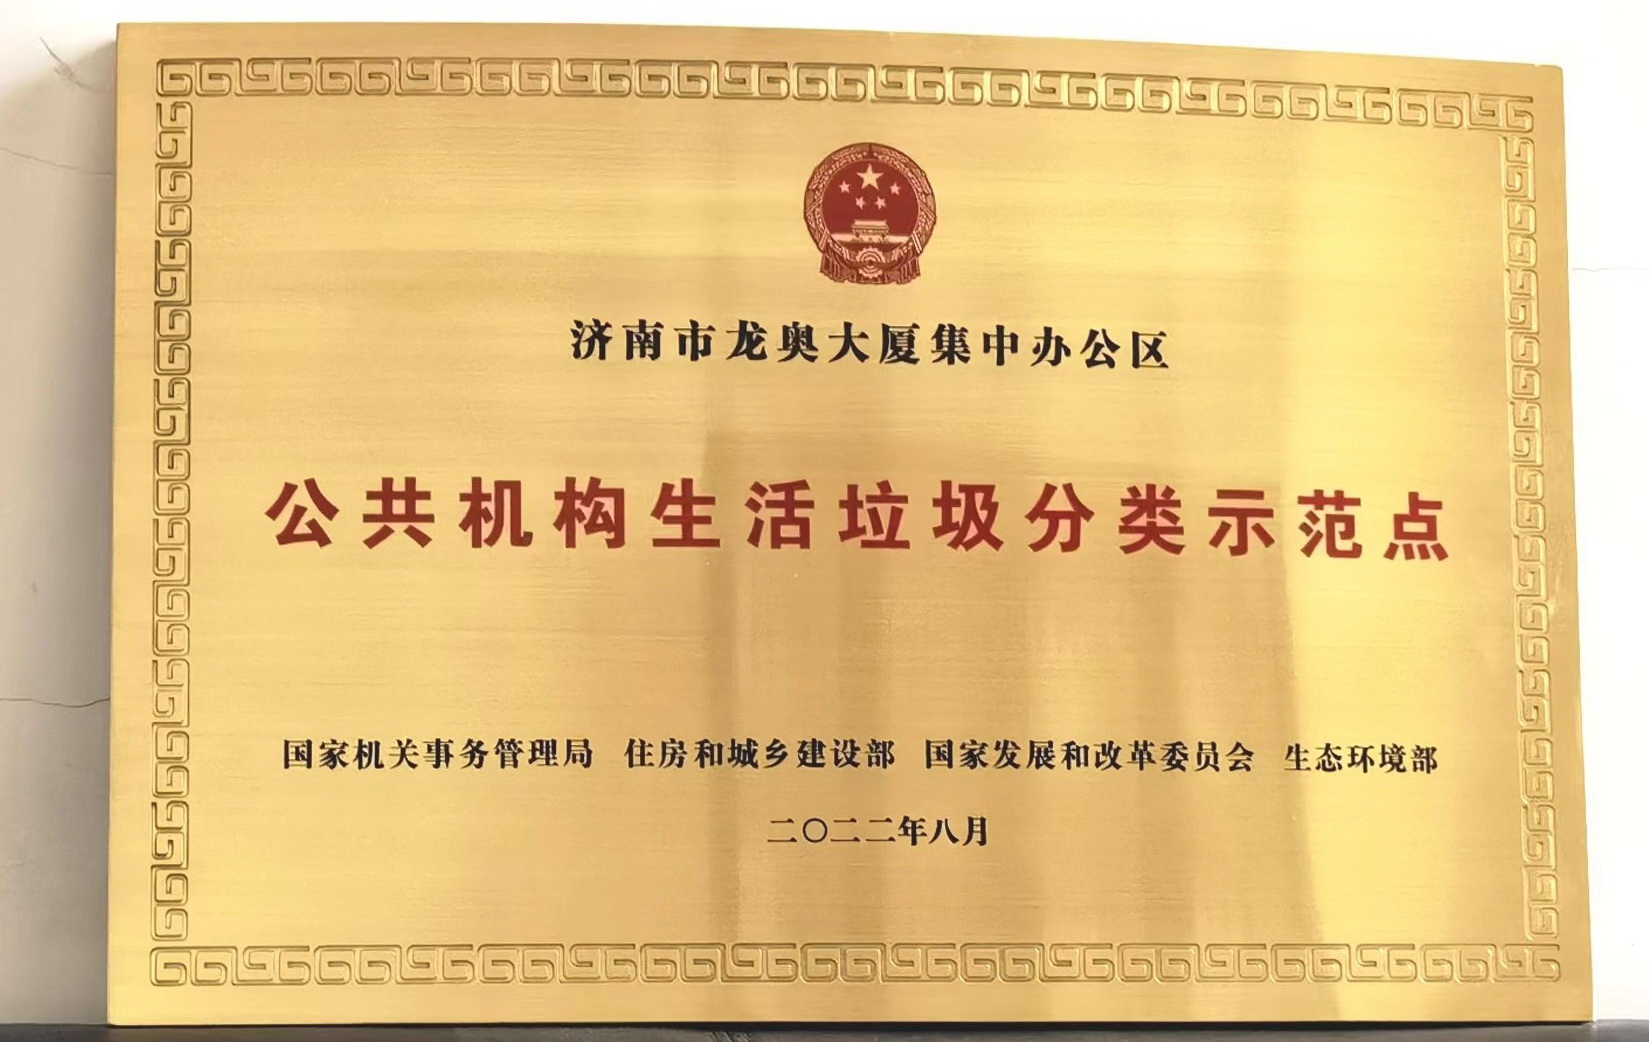 济南市龙奥大厦集中办公区
公共机构生活垃圾分类示范点
国家机关事务管理局 住房和城乡建设部 国家发展和改革委员会 生态环境部
二〇二二年八月